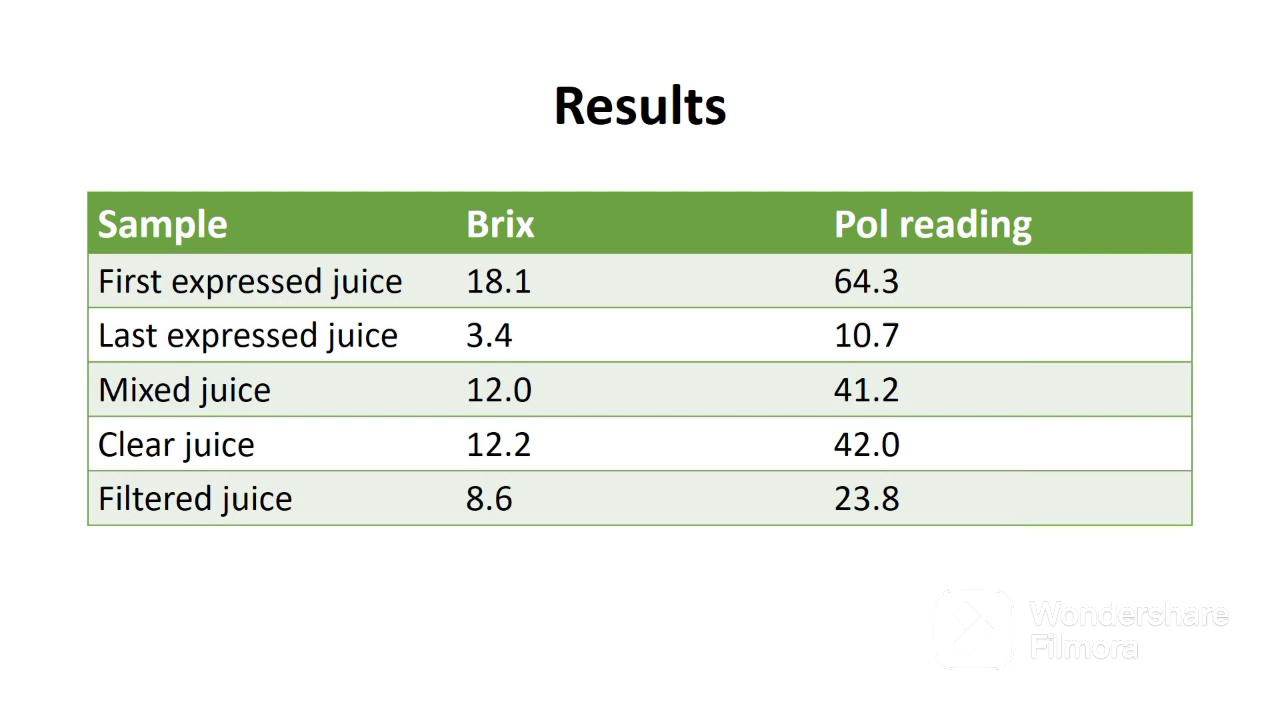 Results
Sample Brix Pol reading
First expressed juice 18.1 64.3
Last expressed juice 3.4 10.7
Mixed juice 12.0 41.2
Clear juice 12.2 42.0
Filtered juice 8.6 23.8
Wondershare
Filmora